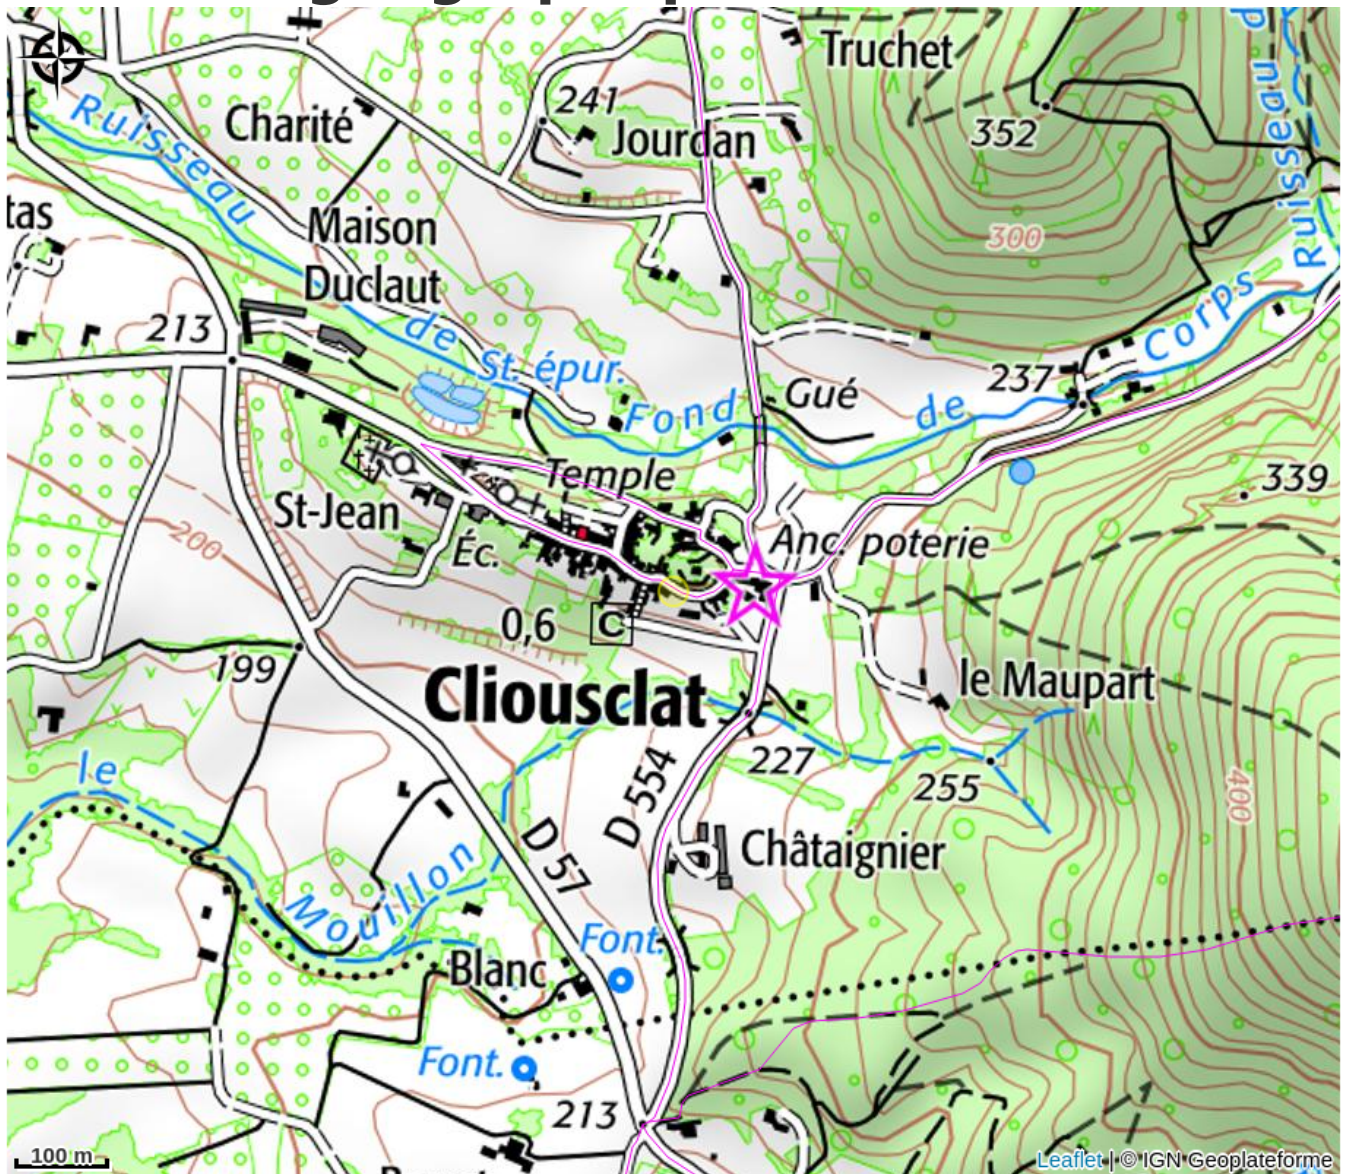 Truchet
Ruisseau d
241
Charité
Jourdan
352
Ruisseau
tas
Maison
Duclaut
300
213
de
St. épur.
Fond
Gué
de
Corps
237
Temple
339
St-Jean
200
Éc.
Anc. poterie
0,6
C
199
Cliousclat
le Maupart
227
255
400
le
D 554
D 57
Châtaignier
Mouillon
Font.
Blanc
Font.
213
100 m
Leaflet | © IGN Geoplateforme